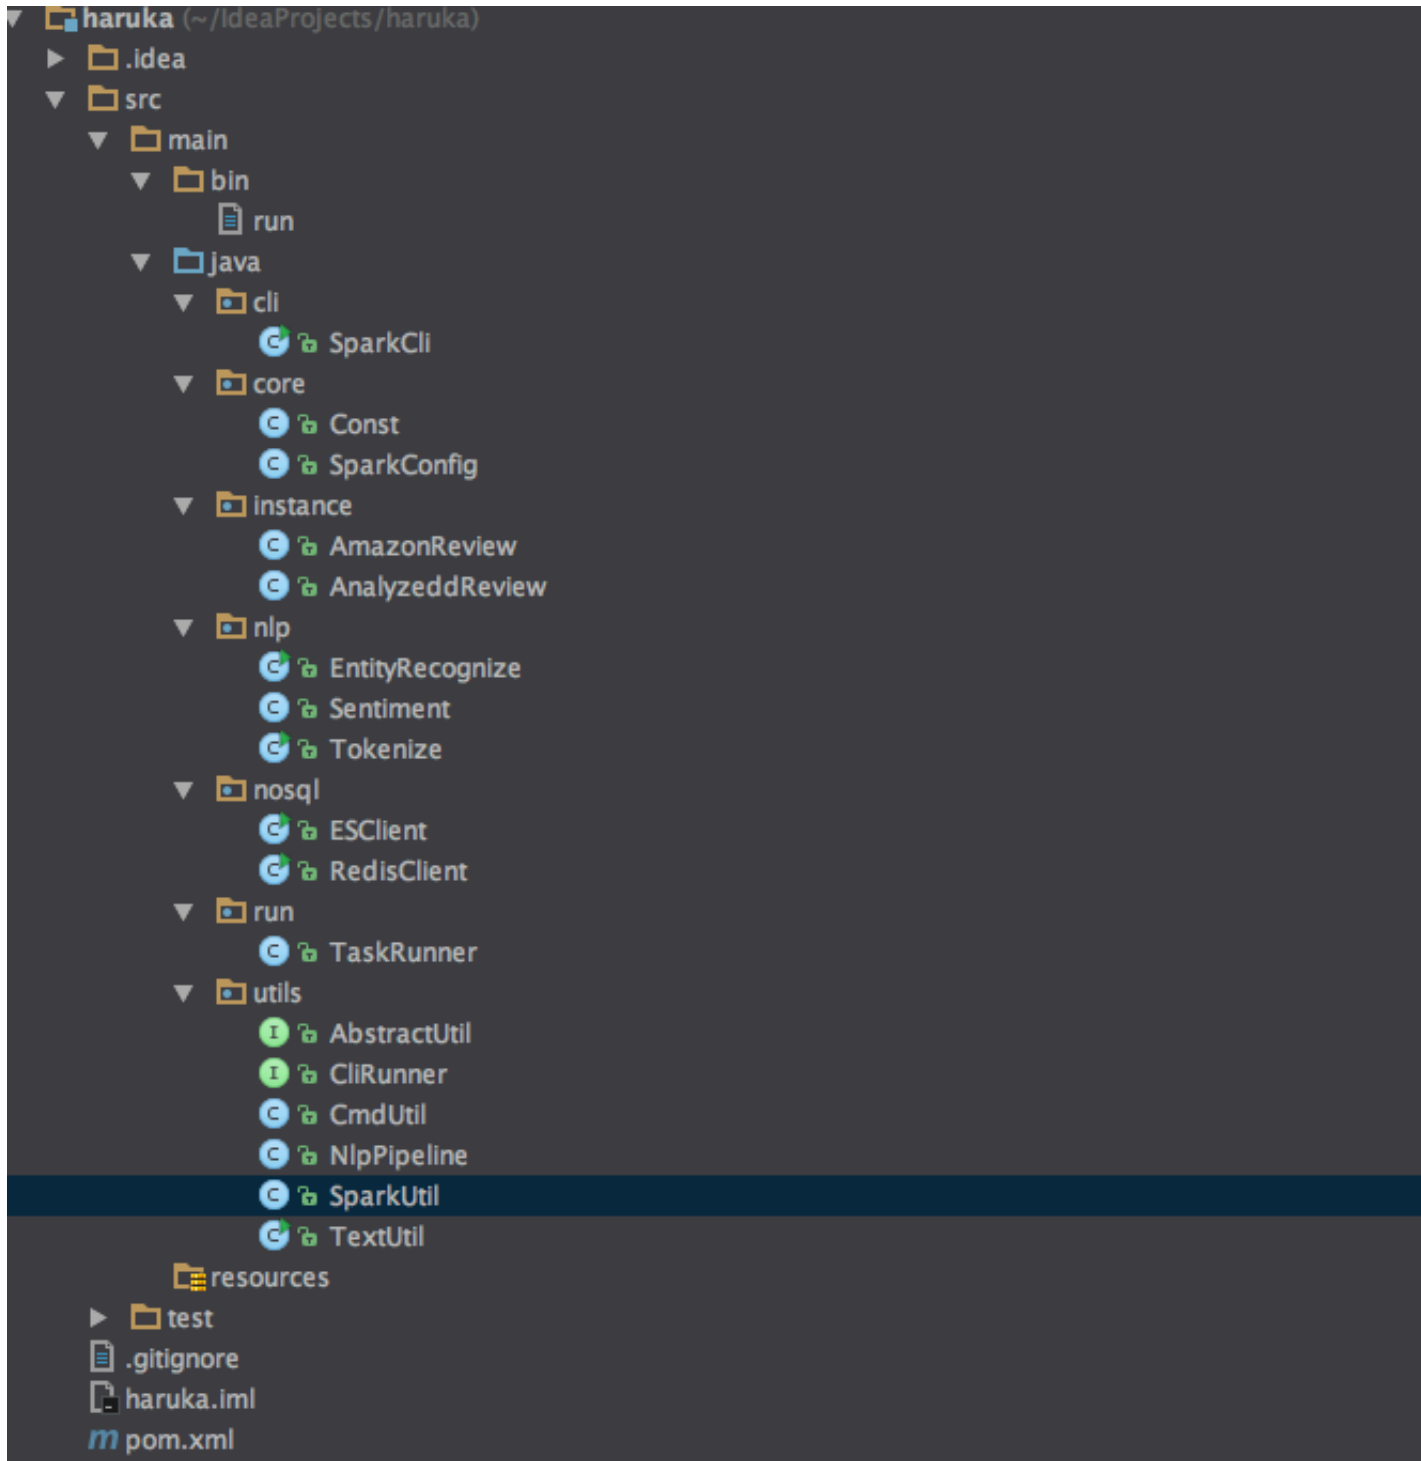 haruka (~/IdeaProjects/haruka)
.idea
src
main
bin
run
java
cli
SparkCli
core
Const
SparkConfig
instance
AmazonReview
AnalyzeddReview
nlp
EntityRecognize
Sentiment
Tokenize
nosql
ESClient
RedisClient
run
TaskRunner
utils
AbstractUtil
CliRunner
CmdUtil
NlpPipeline
SparkUtil
TextUtil
resources
test
.gitignore
haruka.iml
pom.xml